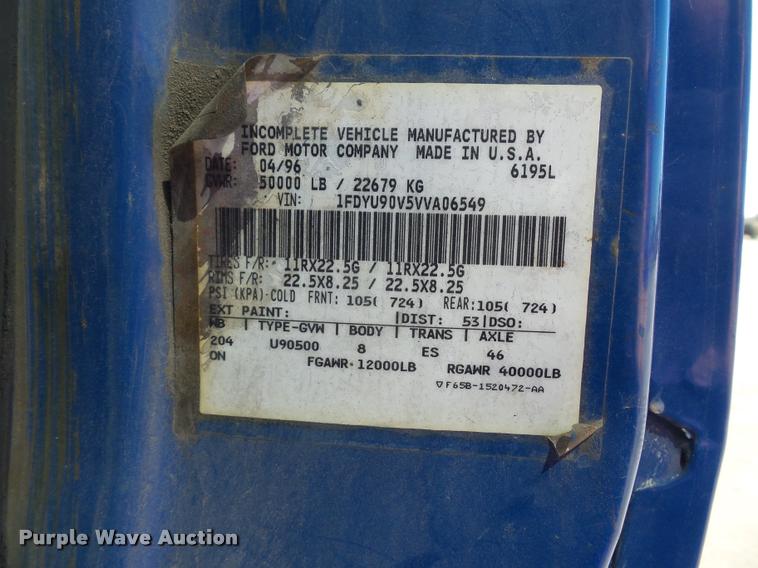 INCOMPLETE VEHICLE MANUFACTURED BY
FORD MOTOR COMPANY MADE IN U.S.A.
DATE: 04/96 6195L
GVWR: 50000 LB / 22679 KG
VIN: 1FDYU90V5VVA06549
TIRES F/R: 11RX22.5G / 11RX22.5G
RIMS F/R: 22.5X8.25 / 22.5X8.25
PSI (KPA)-COLD FRNT: 105( 724) REAR:105( 724)
EXT PAINT: |DIST: 53|DSO:
WB | TYPE-GVW | BODY | TRANS | AXLE
204 U90500 8 ES 46
ON FGAWR 12000LB RGAWR 40000LB
F65B-1520472-AA
Purple Wave Auction